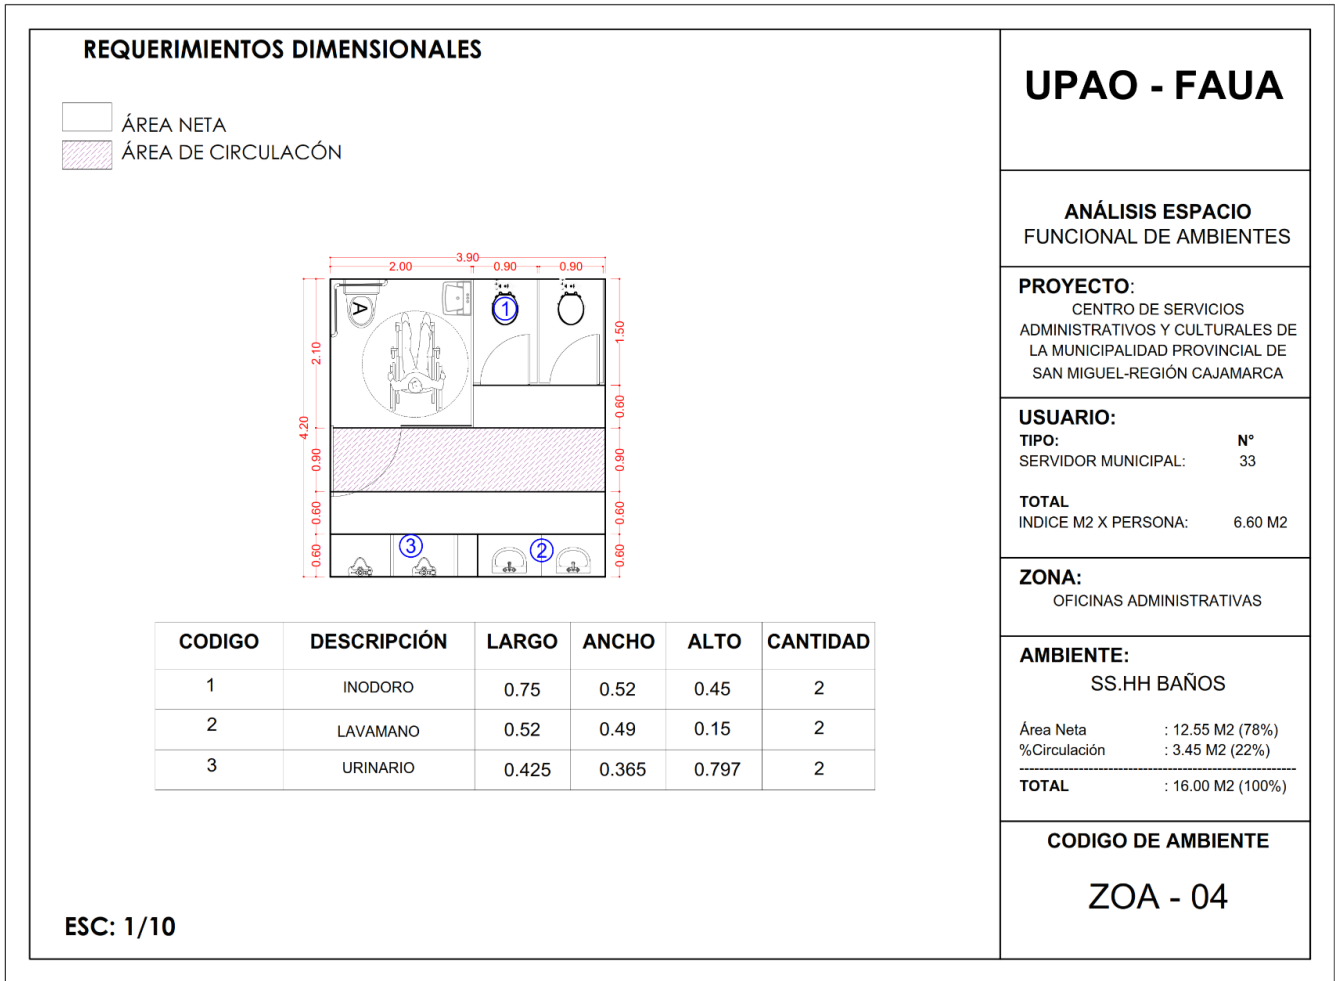 REQUERIMIENTOS DIMENSIONALES
ÁREA NETA
ÁREA DE CIRCULACÓN
3.90
2.00 0.90 0.90
4.20
2.10
0.90
0.60
0.60
1.50
0.60
0.90
0.60
0.60
A
1
3
2
CODIGO DESCRIPCIÓN LARGO ANCHO ALTO CANTIDAD
1 INODORO 0.75 0.52 0.45 2
2 LAVAMANO 0.52 0.49 0.15 2
3 URINARIO 0.425 0.365 0.797 2
ESC: 1/10
UPAO - FAUA
ANÁLISIS ESPACIO
FUNCIONAL DE AMBIENTES
PROYECTO:
CENTRO DE SERVICIOS
ADMINISTRATIVOS Y CULTURALES DE
LA MUNICIPALIDAD PROVINCIAL DE
SAN MIGUEL-REGIÓN CAJAMARCA
USUARIO:
TIPO: N°
SERVIDOR MUNICIPAL: 33
TOTAL
INDICE M2 X PERSONA: 6.60 M2
ZONA:
OFICINAS ADMINISTRATIVAS
AMBIENTE:
SS.HH BAÑOS
Área Neta : 12.55 M2 (78%)
%Circulación : 3.45 M2 (22%)
TOTAL : 16.00 M2 (100%)
CODIGO DE AMBIENTE
ZOA - 04